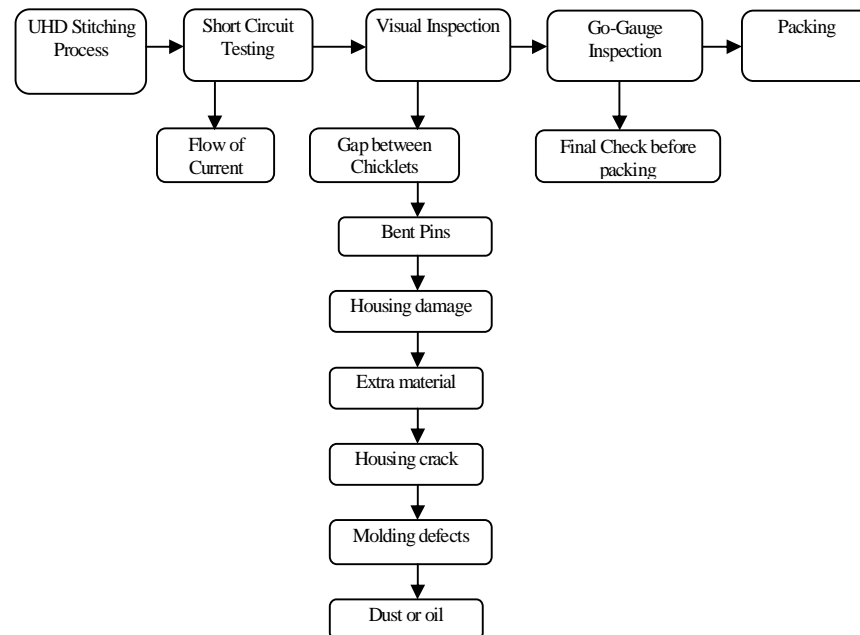 UHD Stitching
Process
Short Circuit
Testing
Visual Inspection
Go-Gauge
Inspection
Packing
Flow of
Current
Gap between
Chicklets
Final Check before
packing
Bent Pins
Housing damage
Extra material
Housing crack
Molding defects
Dust or oil